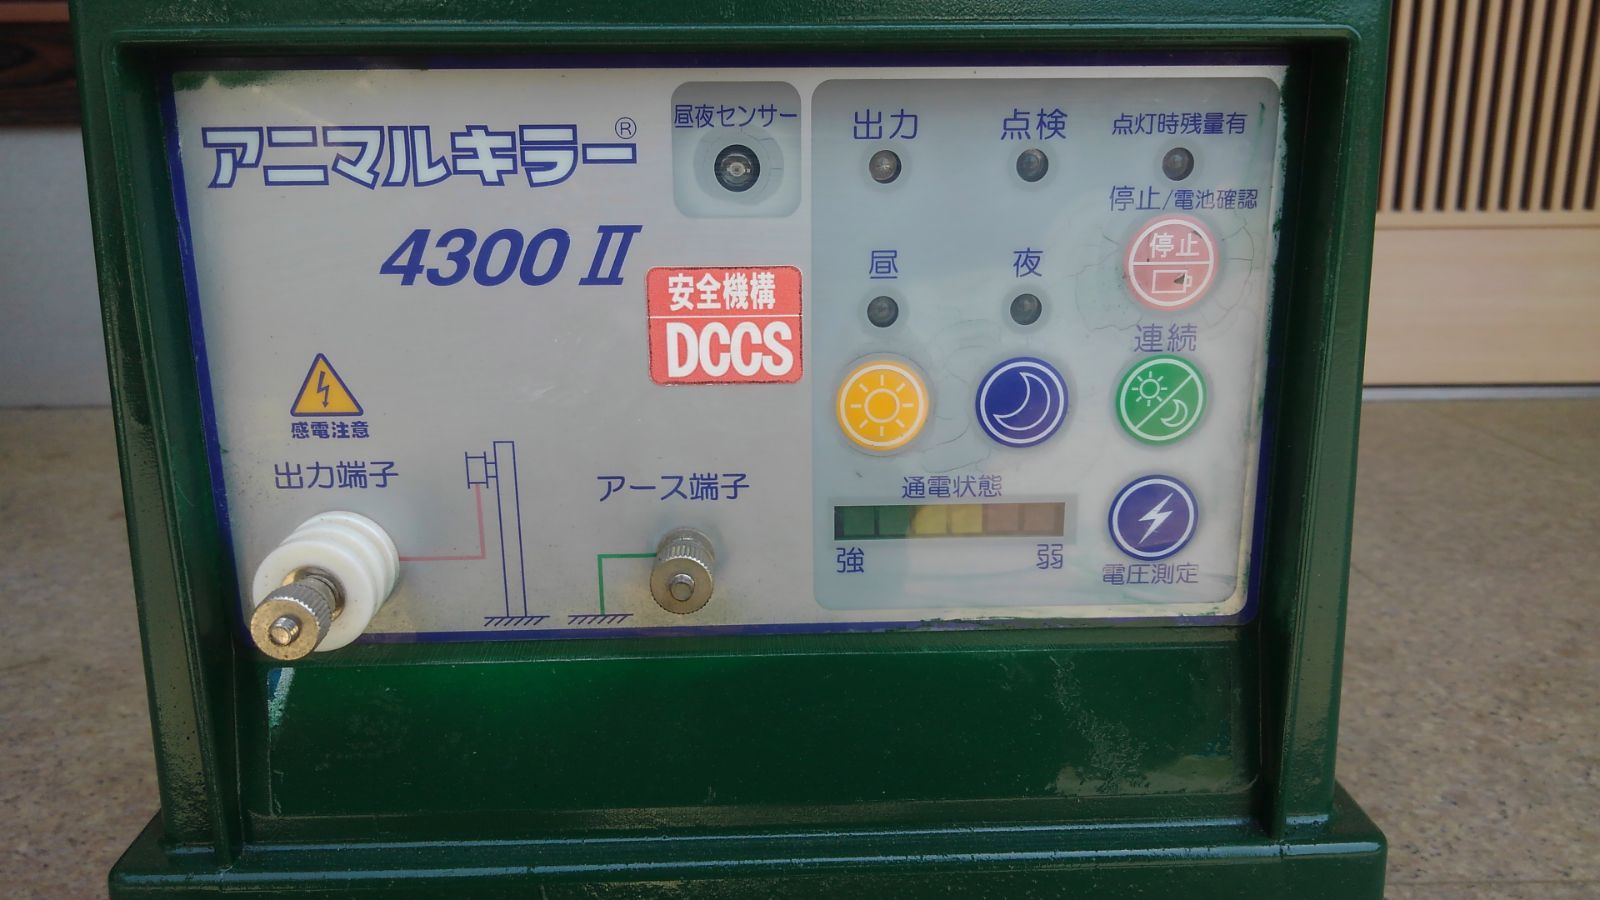 アニマルキラー®
4300 II
安全機構
DCCS
感電注意
出力端子
アース端子
昼夜センサー
出力
点検
点灯時残量有
停止/電池確認
停止
昼
夜
連続
通電状態
強
弱
電圧測定